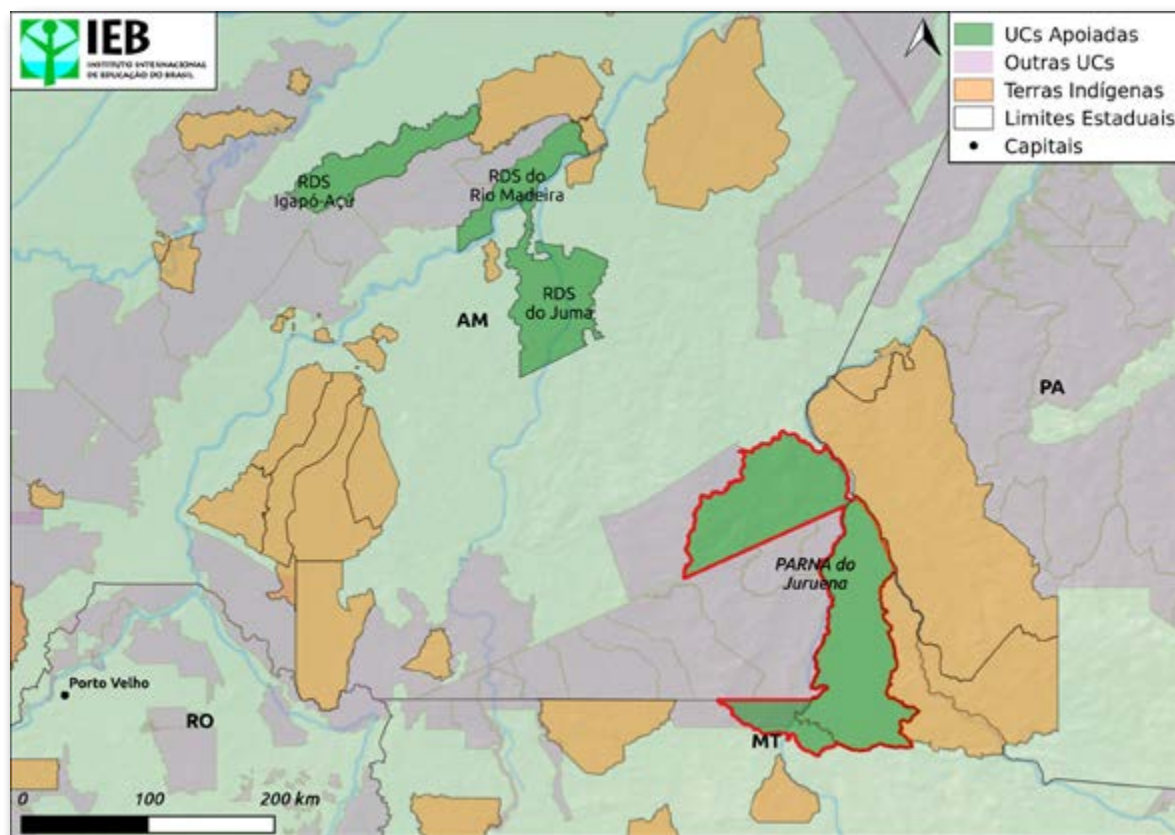 IEB
INSTITUTO INTERNACIONAL
DE EDUCAÇÃO DO BRASIL
UCs Apoiadas
Outras UCs
Terras Indígenas
Limites Estaduais
Capitais
RDS
Igapó-Açú
RDS do
Rio Madeira
RDS
do Juma
AM
PA
PARNA do
Juruena
Porto Velho
RO
MT
0 100 200 km